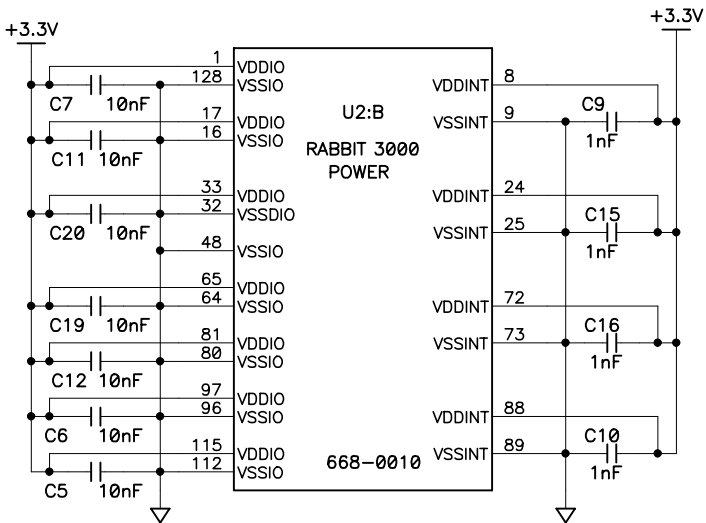 +3.3V
+3.3V
1 VDDIO
128 VSSIO
C7 10nF
17 VDDIO
16 VSSIO
C11 10nF
33 VDDIO
32 VSSDIO
C20 10nF
48 VSSIO
65 VDDIO
64 VSSIO
C19 10nF
81 VDDIO
80 VSSIO
C12 10nF
97 VDDIO
96 VSSIO
C6 10nF
115 VDDIO
112 VSSIO
C5 10nF
U2:B
RABBIT 3000
POWER
668-0010
VDDINT 8
C9
VSSINT 9
1nF
VDDINT 24
C15
VSSINT 25
1nF
VDDINT 72
C16
VSSINT 73
1nF
VDDINT 88
C10
VSSINT 89
1nF